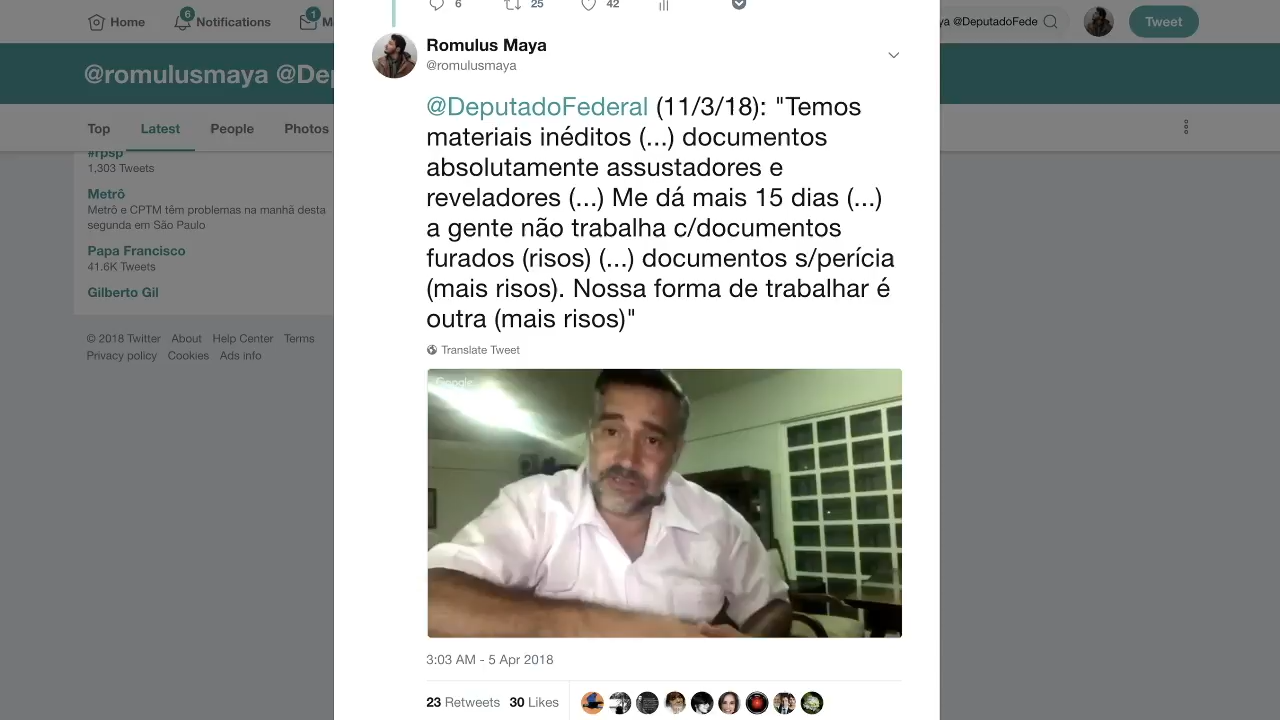 6
25
42
Home
6
Notifications
1
M
ya @DeputadoFede
Tweet
@romulusmaya @Dep
Romulus Maya
@romulusmaya
@DeputadoFederal (11/3/18): "Temos
materiais inéditos (...) documentos
absolutamente assustadores e
reveladores (...) Me dá mais 15 dias (...)
a gente não trabalha c/documentos
furados (risos) (...) documentos s/perícia
(mais risos). Nossa forma de trabalhar é
outra (mais risos)"
Translate Tweet
Google
3:03 AM - 5 Apr 2018
23 Retweets 30 Likes
Top
Latest
People
Photos
#rpsp
1,303 Tweets
Metrô
Metrô e CPTM têm problemas na manhã desta
segunda em São Paulo
Papa Francisco
41.6K Tweets
Gilberto Gil
© 2018 Twitter About Help Center Terms
Privacy policy Cookies Ads info